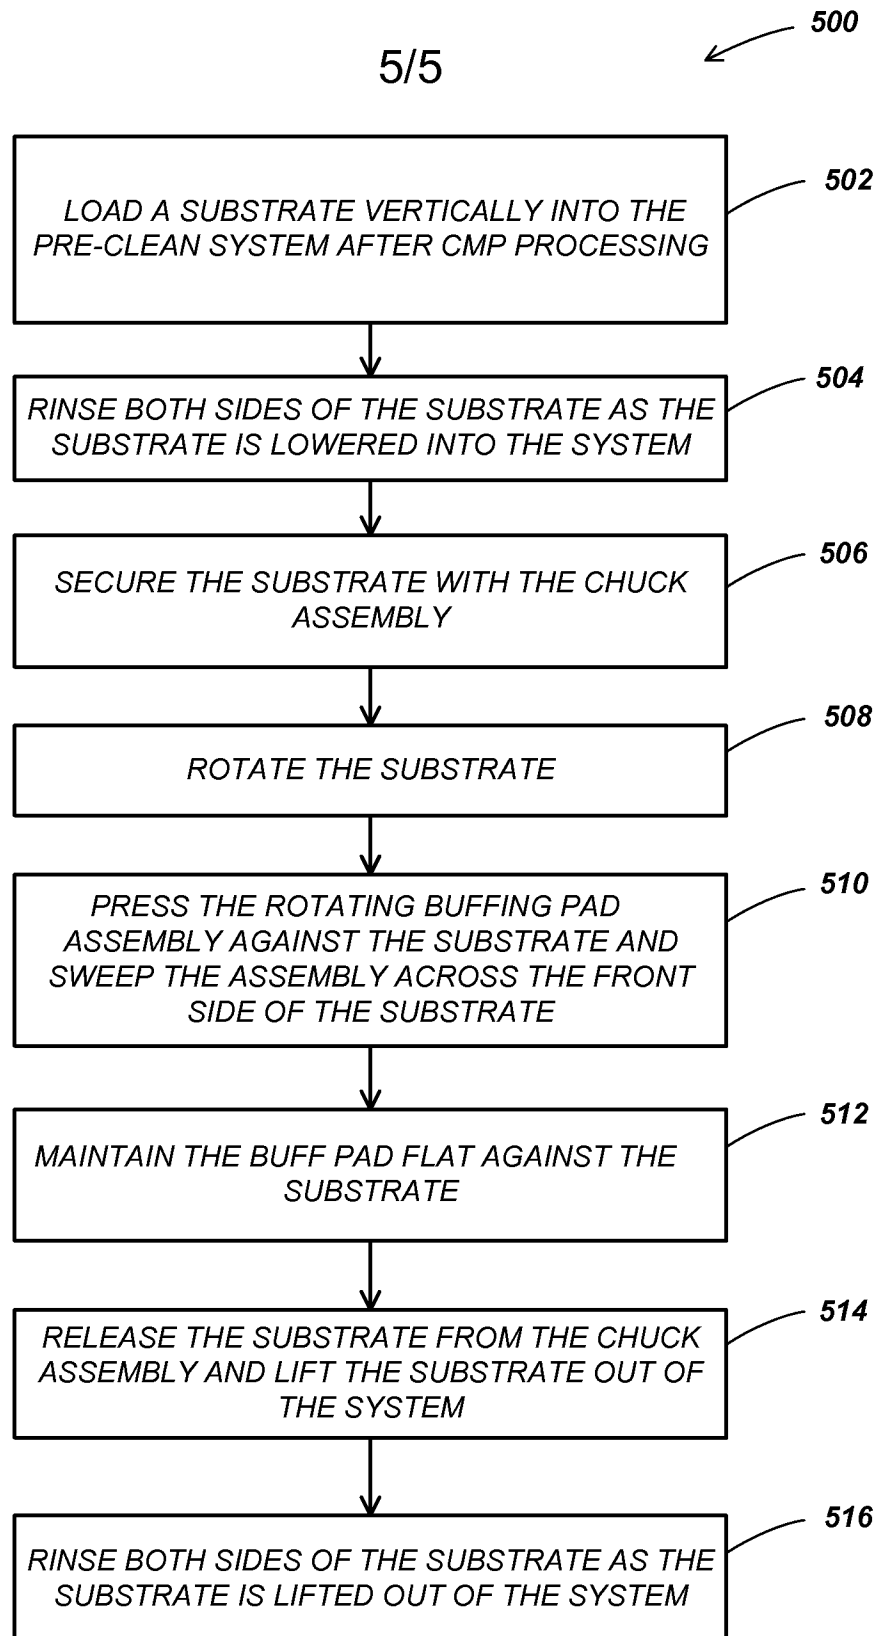 500
5/5
502
LOAD A SUBSTRATE VERTICALLY INTO THE
PRE-CLEAN SYSTEM AFTER CMP PROCESSING
504
RINSE BOTH SIDES OF THE SUBSTRATE AS THE
SUBSTRATE IS LOWERED INTO THE SYSTEM
506
SECURE THE SUBSTRATE WITH THE CHUCK
ASSEMBLY
508
ROTATE THE SUBSTRATE
510
PRESS THE ROTATING BUFFING PAD
ASSEMBLY AGAINST THE SUBSTRATE AND
SWEEP THE ASSEMBLY ACROSS THE FRONT
SIDE OF THE SUBSTRATE
512
MAINTAIN THE BUFF PAD FLAT AGAINST THE
SUBSTRATE
514
RELEASE THE SUBSTRATE FROM THE CHUCK
ASSEMBLY AND LIFT THE SUBSTRATE OUT OF
THE SYSTEM
516
RINSE BOTH SIDES OF THE SUBSTRATE AS THE
SUBSTRATE IS LIFTED OUT OF THE SYSTEM